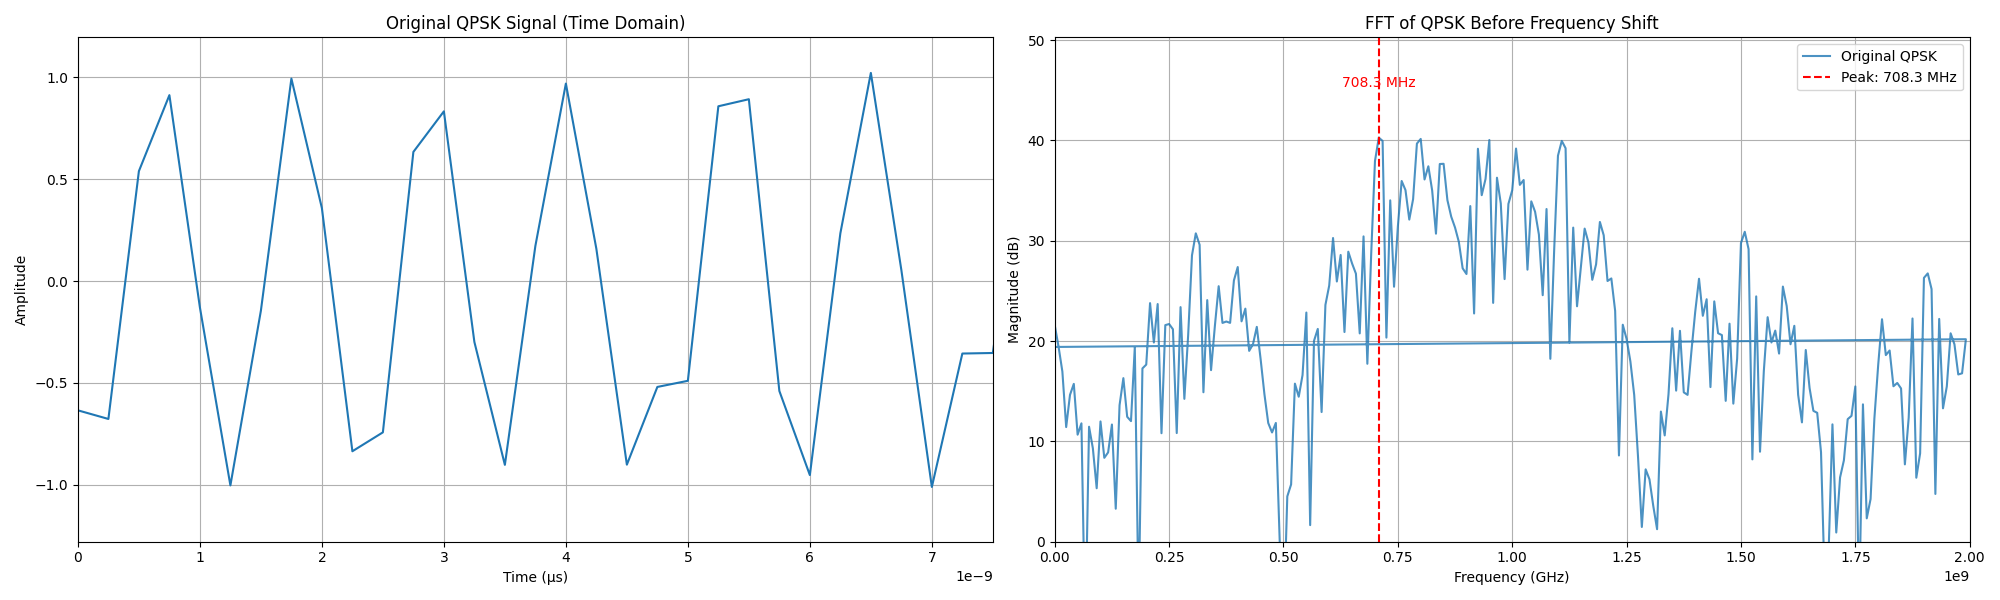 Original QPSK Signal (Time Domain)
1.0
0.5
0.0
−0.5
−1.0
Amplitude
0
1
2
3
4
5
6
7
1e−9
Time (μs)
FFT of QPSK Before Frequency Shift
50
40
30
20
10
0
Magnitude (dB)
708.3 MHz
Original QPSK
Peak: 708.3 MHz
0.00
0.25
0.50
0.75
1.00
1.25
1.50
1.75
2.00
1e9
Frequency (GHz)